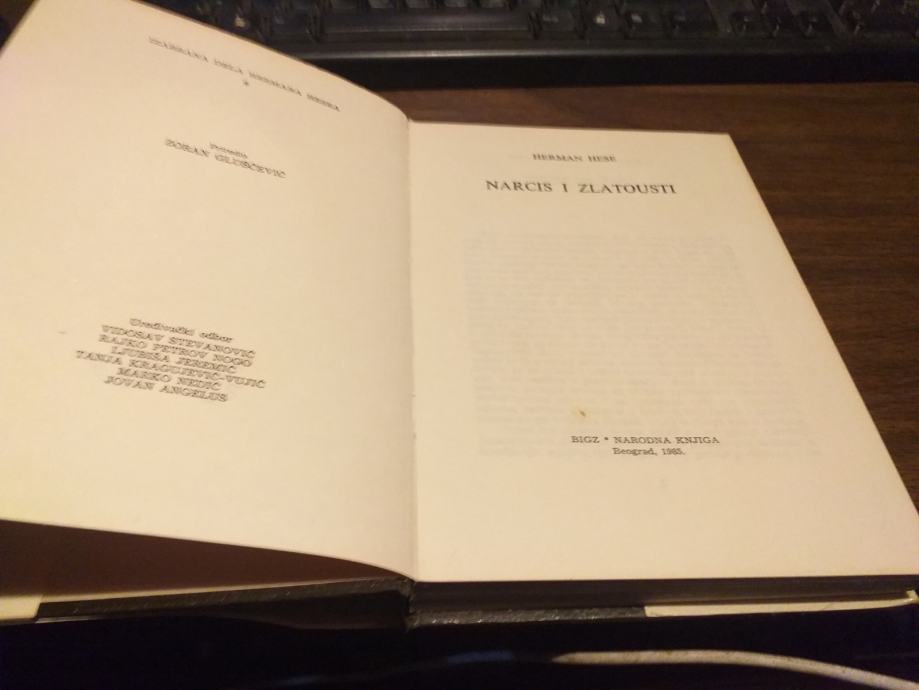 IZABRANA DELA HERMANA HESEA
*
Priredio
ZORAN GLUŠČEVIĆ
Uređivački odbor
VIDOSAV STEVANOVIĆ
RAJKO PETROV NOGO
LJUBIŠA JEREMIĆ
TANJA KRAGUJEVIĆ-VUJIĆ
MARKO NEDIĆ
JOVAN ANGELUS
HERMAN HESE
NARCIS I ZLATOUSTI
BIGZ * NARODNA KNJIGA
Beograd, 1985.